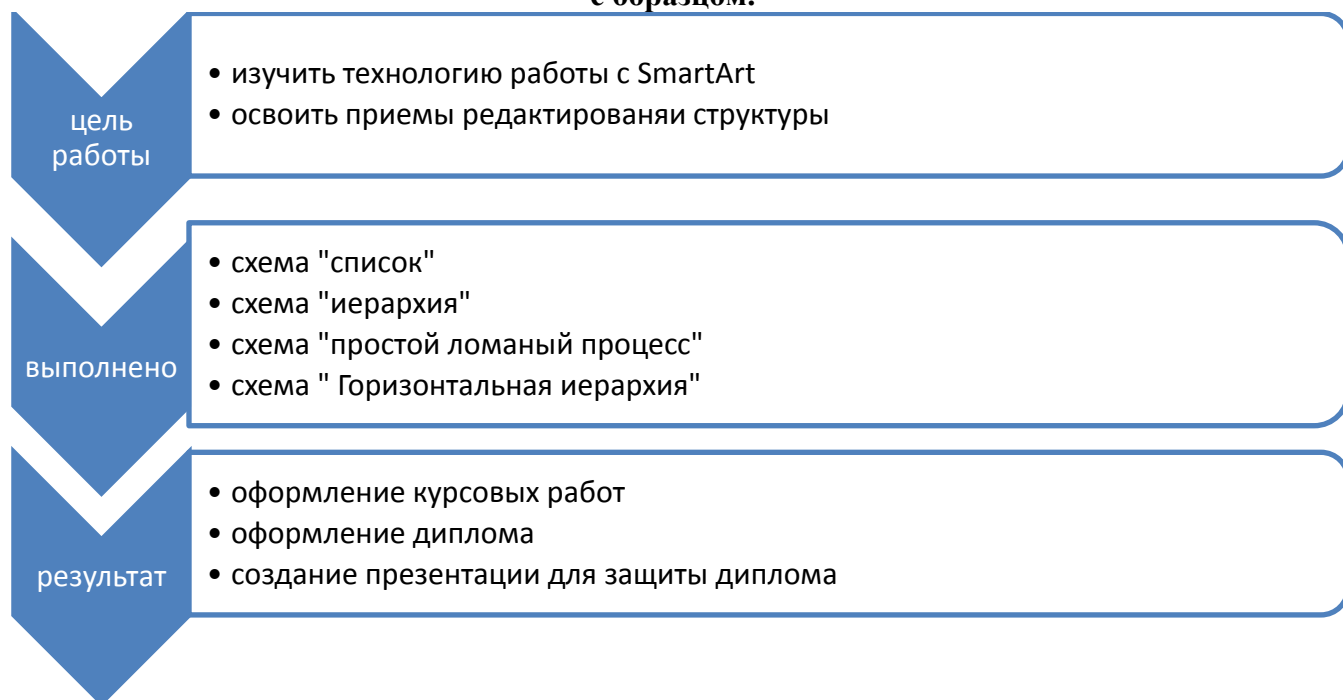 с образцом.
цель
работы
• изучить технологию работы с SmartArt
• освоить приемы редактированяи структуры
выполнено
• схема "список"
• схема "иерархия"
• схема "простой ломаный процесс"
• схема " Горизонтальная иерархия"
результат
• оформление курсовых работ
• оформление диплома
• создание презентации для защиты диплома